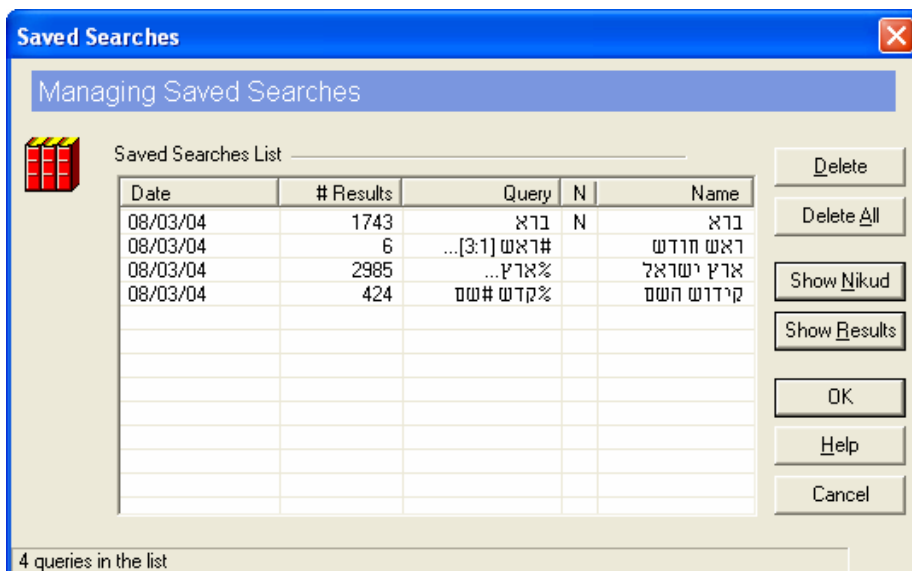 Saved Searches
Managing Saved Searches
Saved Searches List
Date # Results Query N Name
08/03/04 1743 ברא N ברא
08/03/04 6 #ראש [3:1]... ראש חודש
08/03/04 2985 %ארץ... ארץ ישראל
08/03/04 424 %קדש #שם קידוש השם
Delete
Delete All
Show Nikud
Show Results
OK
Help
Cancel
4 queries in the list